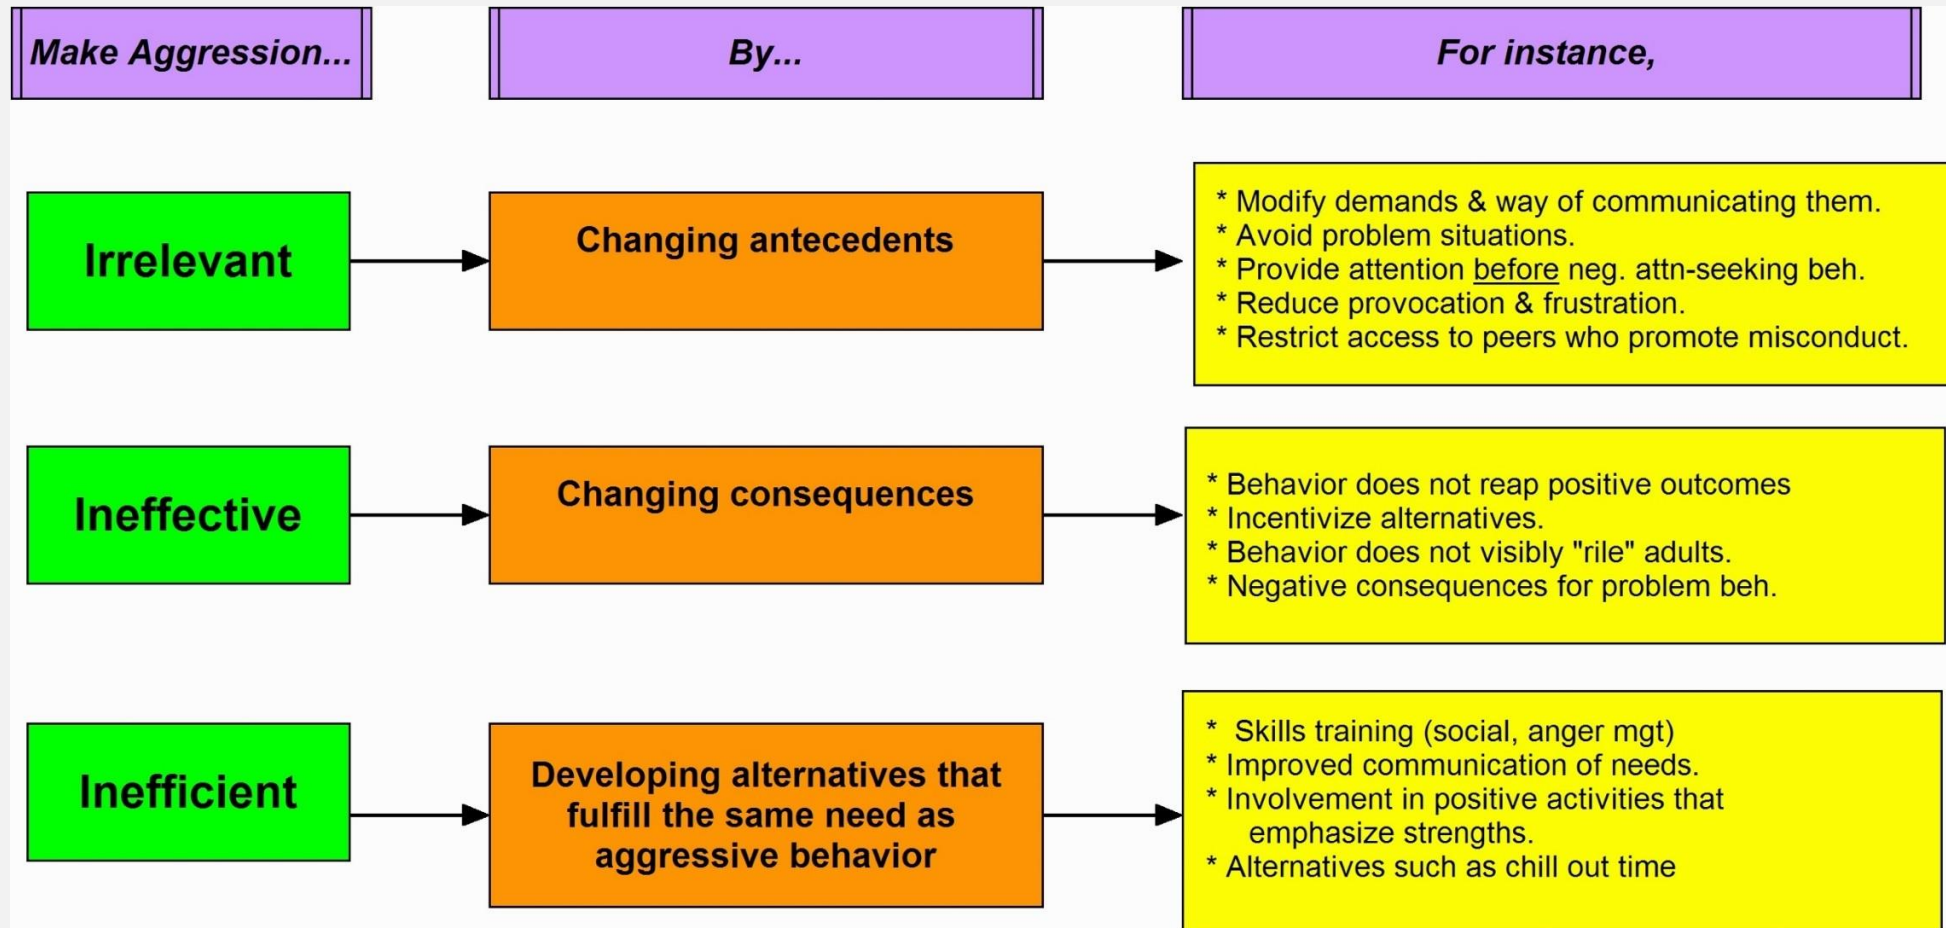 Make Aggression...
By...
For instance,
Irrelevant
Changing antecedents
* Modify demands & way of communicating them.
* Avoid problem situations.
* Provide attention before neg. attn-seeking beh.
* Reduce provocation & frustration.
* Restrict access to peers who promote misconduct.
Ineffective
Changing consequences
* Behavior does not reap positive outcomes
* Incentivize alternatives.
* Behavior does not visibly "rile" adults.
* Negative consequences for problem beh.
Inefficient
Developing alternatives that
fulfill the same need as
aggressive behavior
* Skills training (social, anger mgt)
* Improved communication of needs.
* Involvement in positive activities that
emphasize strengths.
* Alternatives such as chill out time